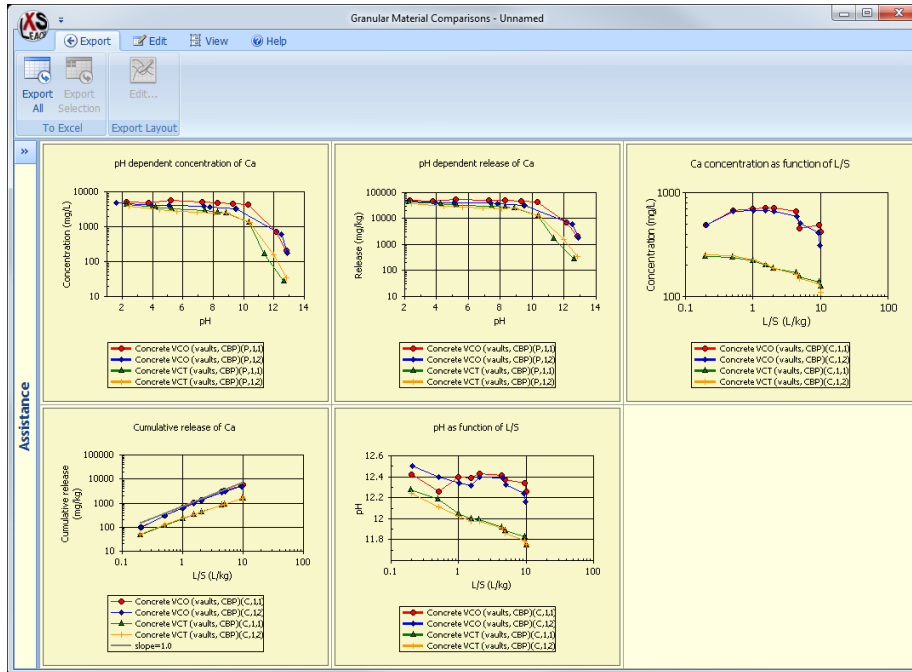 Granular Material Comparisons - Unnamed
XS
LEACH
Export Edit View Help
Export All
Export Selection
Edit...
To Excel
Export Layout
»
Assistance
pH dependent concentration of Ca
Concentration (mg/L)
10000
1000
100
10
2 4 6 8 10 12 14
pH
Concrete VCO (vaults, CBP)(P,1,1)
Concrete VCO (vaults, CBP)(P,1,2)
Concrete VCT (vaults, CBP)(P,1,1)
Concrete VCT (vaults, CBP)(P,1,2)
pH dependent release of Ca
Release (mg/kg)
100000
10000
1000
100
10
2 4 6 8 10 12 14
pH
Concrete VCO (vaults, CBP)(P,1,1)
Concrete VCO (vaults, CBP)(P,1,2)
Concrete VCT (vaults, CBP)(P,1,1)
Concrete VCT (vaults, CBP)(P,1,2)
Ca concentration as function of L/S
Concentration (mg/L)
1000
100
0.1 1 10 100
L/S (L/kg)
Concrete VCO (vaults, CBP)(C,1,1)
Concrete VCO (vaults, CBP)(C,1,2)
Concrete VCT (vaults, CBP)(C,1,1)
Concrete VCT (vaults, CBP)(C,1,2)
Cumulative release of Ca
Cumulative release (mg/kg)
100000
10000
1000
100
10
0.1 1 10 100
L/S (L/kg)
Concrete VCO (vaults, CBP)(C,1,1)
Concrete VCO (vaults, CBP)(C,1,2)
Concrete VCT (vaults, CBP)(C,1,1)
Concrete VCT (vaults, CBP)(C,1,2)
slope=1.0
pH as function of L/S
pH
12.6
12.4
12.2
12
11.8
0.1 1 10 100
L/S (L/kg)
Concrete VCO (vaults, CBP)(C,1,1)
Concrete VCO (vaults, CBP)(C,1,2)
Concrete VCT (vaults, CBP)(C,1,1)
Concrete VCT (vaults, CBP)(C,1,2)